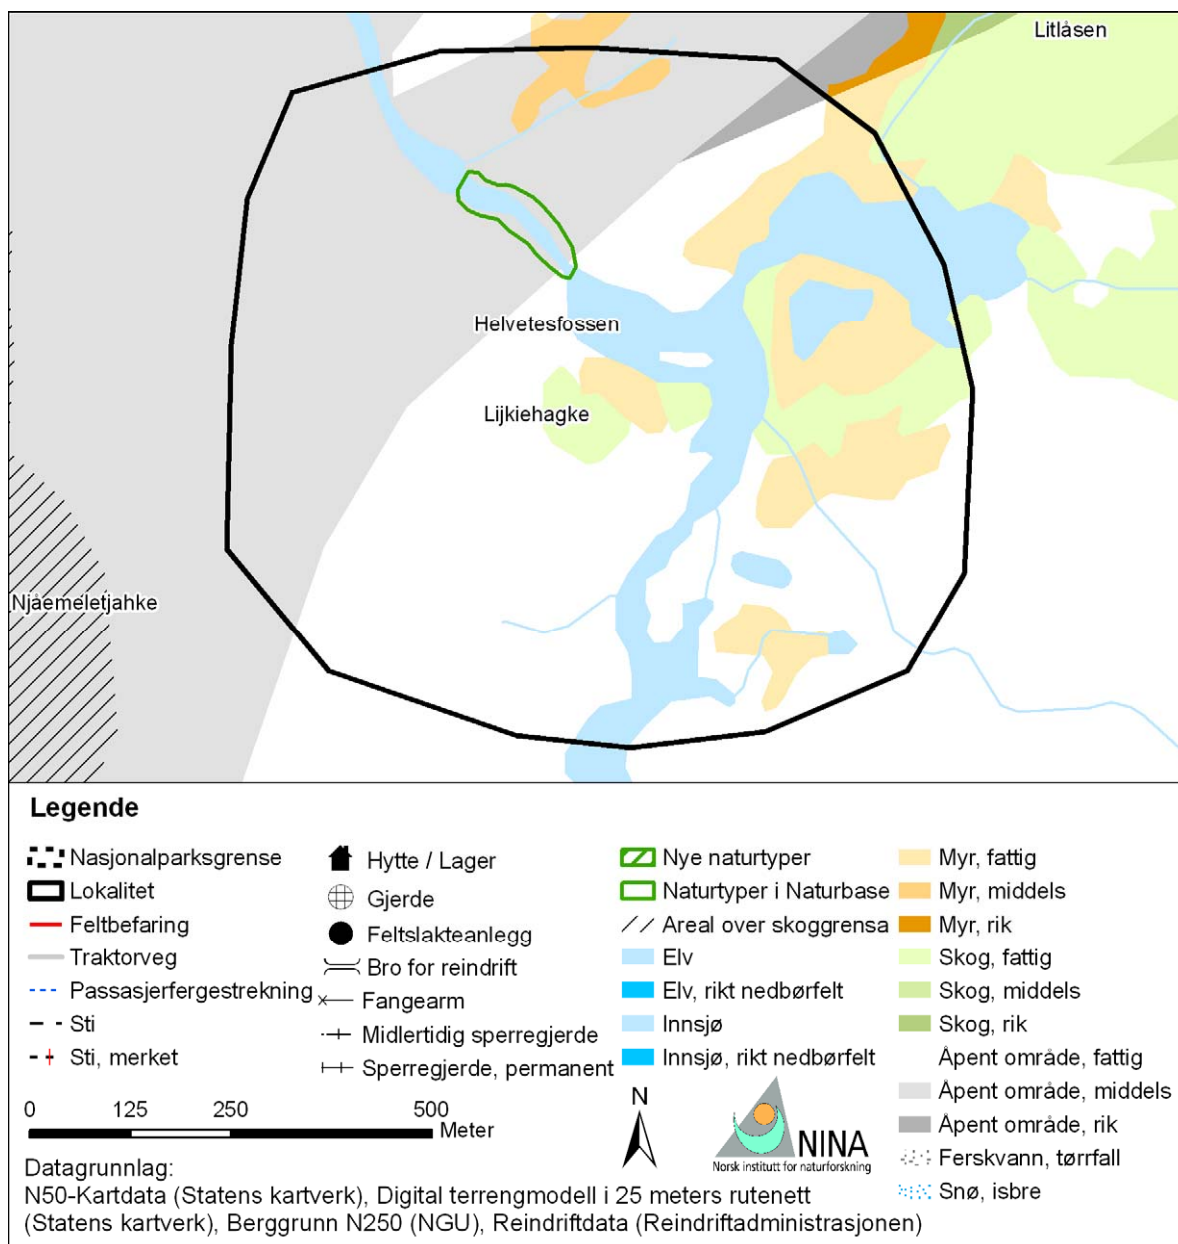 Litlåsen
Helvetesfossen
Lijkiehagke
Njåemeletjahke
Legende
Nasjonalparksgrense
Lokalitet
Feltbefaring
Traktorveg
Passasjerfergestrekning
Sti
Sti, merket
Hytte / Lager
Gjerde
Feltslakteanlegg
Bro for reindrift
Fangearm
Midlertidig sperregjerde
Sperregjerde, permanent
Nye naturtyper
Naturtyper i Naturbase
Areal over skoggrensa
Elv
Elv, rikt nedbørfelt
Innsjø
Innsjø, rikt nedbørfelt
Myr, fattig
Myr, middels
Myr, rik
Skog, fattig
Skog, middels
Skog, rik
Åpent område, fattig
Åpent område, middels
Åpent område, rik
Ferskvann, tørrfall
Snø, isbre
0 125 250 500
Meter
N
NINA
Norsk institutt for naturforskning
Datagrunnlag:
N50-Kartdata (Statens kartverk), Digital terrengmodell i 25 meters rutenett
(Statens kartverk), Berggrunn N250 (NGU), Reindriftdata (Reindriftadministrasjonen)